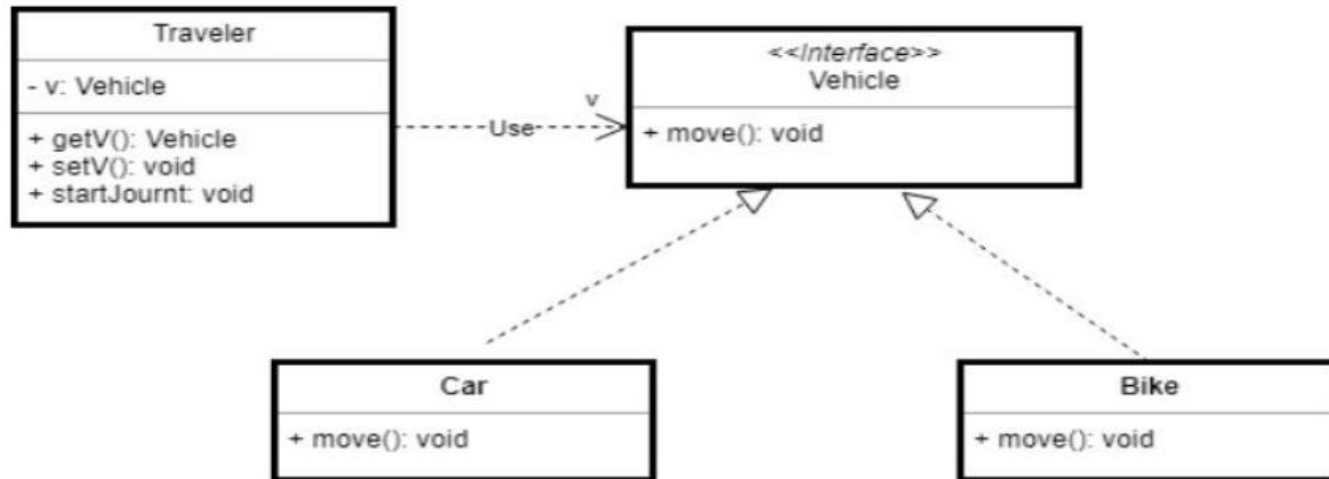 Traveler
- v: Vehicle
+ getV(): Vehicle
+ setV(): void
+ startJournt: void
Use
v
<<Interface>>
Vehicle
+ move(): void
Car
+ move(): void
Bike
+ move(): void